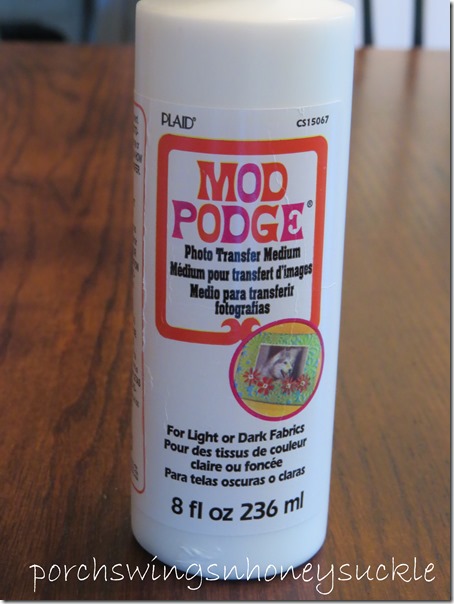 PLAID® CS15067
MOD
PODGE®
Photo Transfer Medium
Médium pour transfert d'images
Medio para transferir
fotografías
For Light or Dark Fabrics
Pour des tissus de couleur
claire ou foncée
Para telas oscuras o claras
8 fl oz 236 ml
porchswingsnhoneysuckle